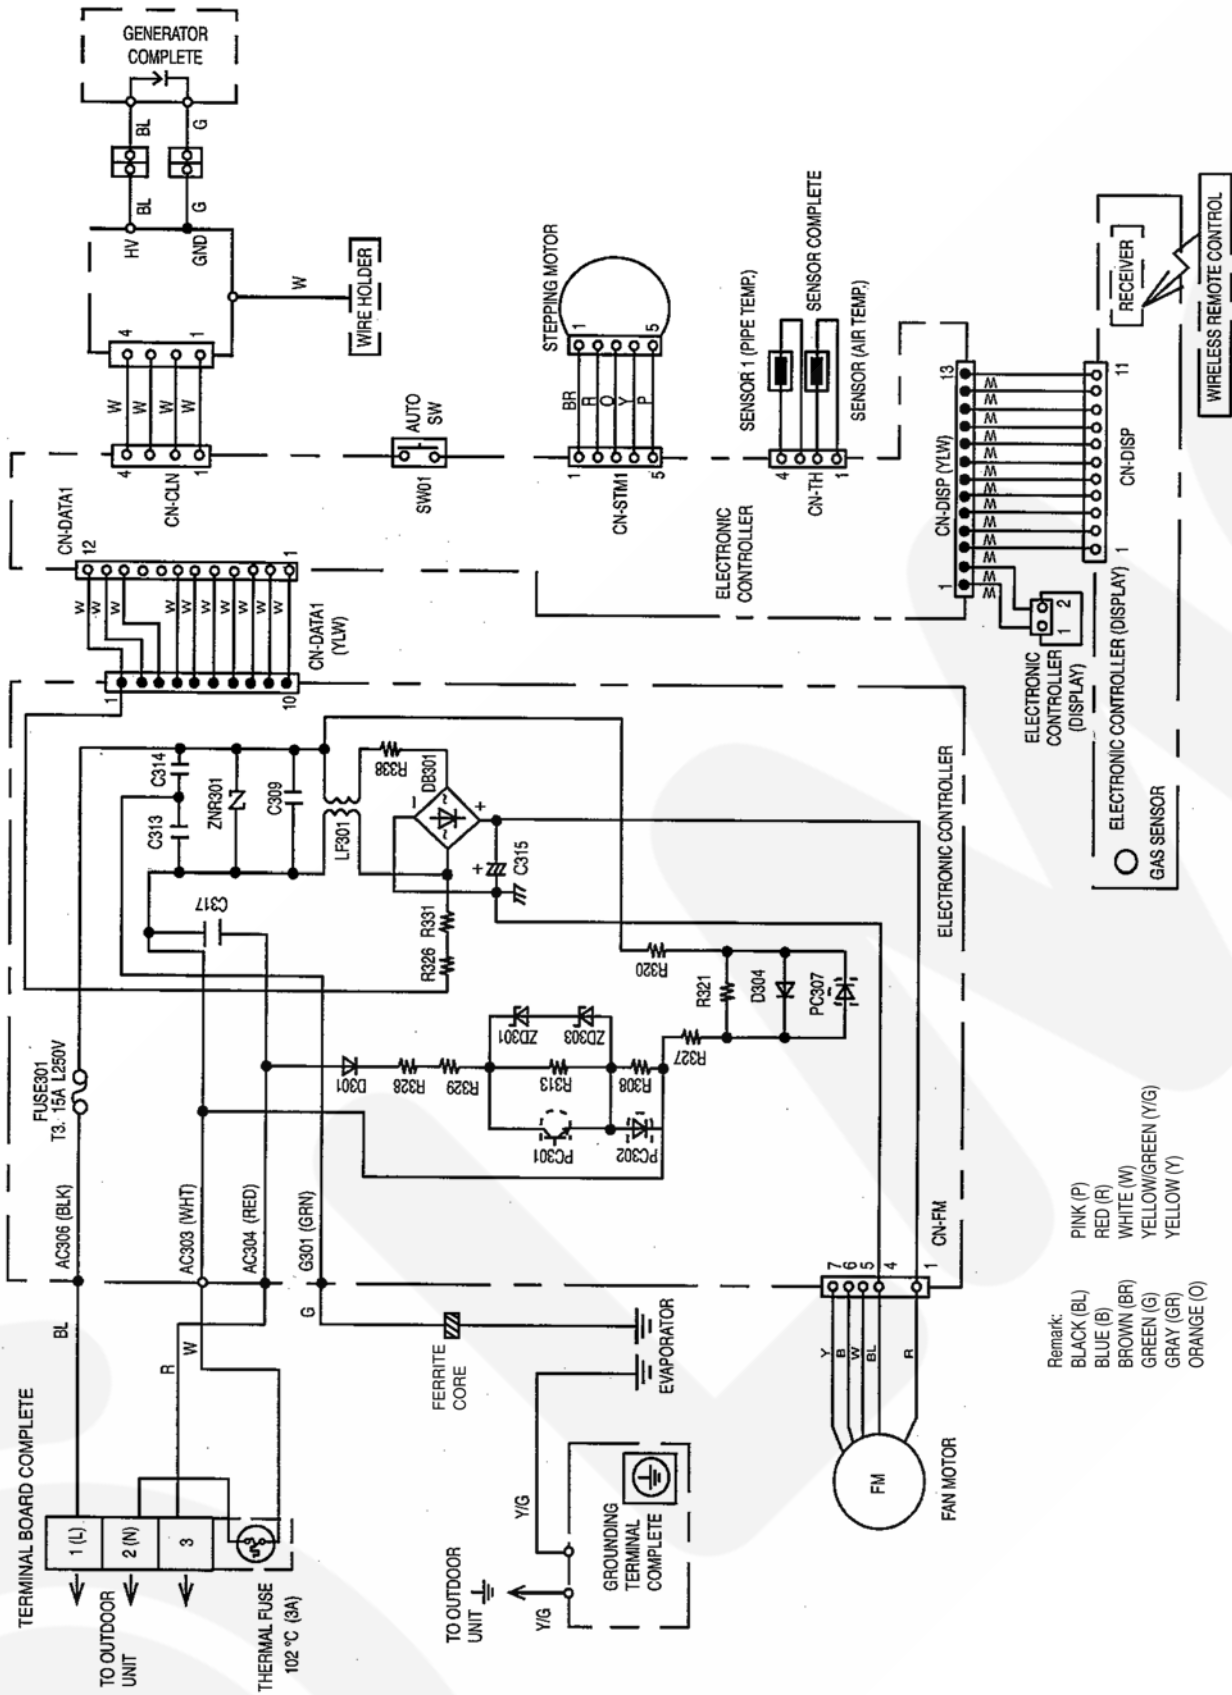 GENERATOR
COMPLETE
BL
G
BL
G
HV
GND
W
WIRE HOLDER
4
1
W
W
W
W
4
1
CN-CLN
AUTO
SW
SW01
STEPPING MOTOR
1
5
BR
R
O
Y
P
1
5
CN-STM1
SENSOR 1 (PIPE TEMP.)
SENSOR COMPLETE
SENSOR (AIR TEMP.)
4
1
CN-TH
RECEIVER
WIRELESS REMOTE CONTROL
CN-DATA1
12
1
W
W
W
W
W
W
W
W
W
W
CN-DATA1
(YLW)
1
10
ELECTRONIC
CONTROLLER
CN-DISP (YLW)
13
1
W
W
W
W
W
W
W
W
W
W
W
W
W
11
1
CN-DISP
1
2
ELECTRONIC
CONTROLLER
(DISPLAY)
ELECTRONIC CONTROLLER (DISPLAY)
GAS SENSOR
C314
C313
ZNR301
C309
LF301
R338
DB301
C315
C317
R331
R326
R320
R321
D304
PC307
R327
ELECTRONIC CONTROLLER
FUSE301
T3. 15A L250V
D301
R328
R329
ZD301
ZD303
R313
R308
PC301
PC302
AC306 (BLK)
AC303 (WHT)
AC304 (RED)
G301 (GRN)
BL
R
W
G
TERMINAL BOARD COMPLETE
1 (L)
2 (N)
3
TO OUTDOOR
UNIT
THERMAL FUSE
102 °C (3A)
FERRITE
CORE
EVAPORATOR
Y/G
Y/G
TO OUTDOOR
UNIT
GROUNDING
TERMINAL
COMPLETE
7
6
5
4
1
CN-FM
Y
B
W
BL
R
FM
FAN MOTOR
Remark:
BLACK (BL) PINK (P)
BLUE (B) RED (R)
BROWN (BR) WHITE (W)
GREEN (G) YELLOW/GREEN (Y/G)
GRAY (GR) YELLOW (Y)
ORANGE (O)